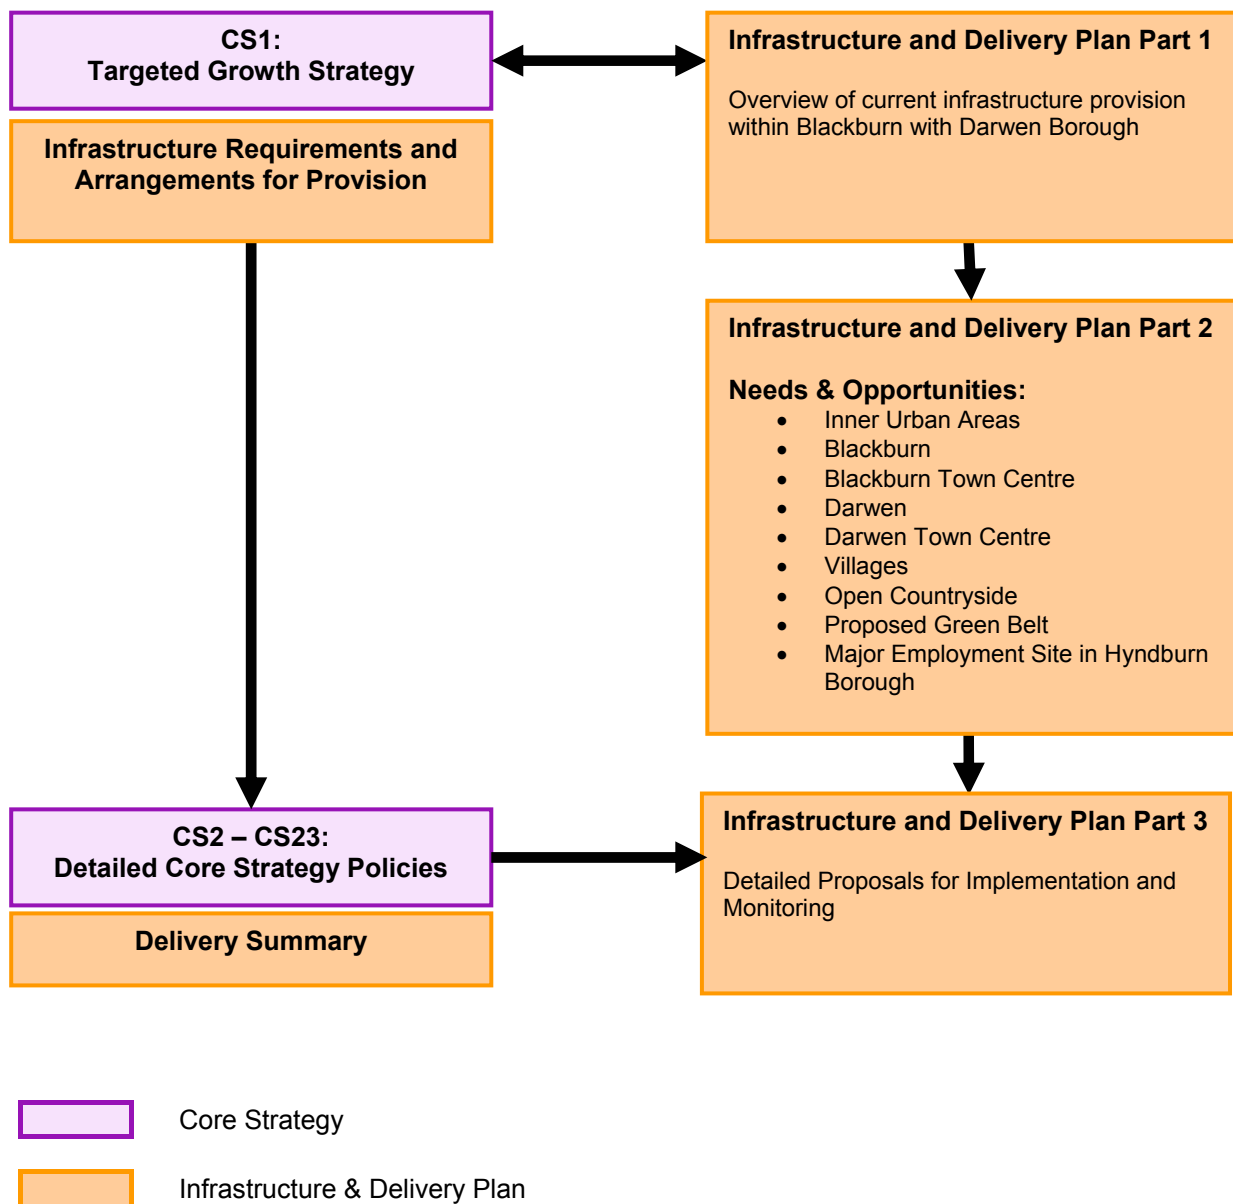 CS1:
Targeted Growth Strategy
Infrastructure Requirements and
Arrangements for Provision
Infrastructure and Delivery Plan Part 1
Overview of current infrastructure provision
within Blackburn with Darwen Borough
Infrastructure and Delivery Plan Part 2
Needs & Opportunities:
• Inner Urban Areas
• Blackburn
• Blackburn Town Centre
• Darwen
• Darwen Town Centre
• Villages
• Open Countryside
• Proposed Green Belt
• Major Employment Site in Hyndburn
Borough
CS2 – CS23:
Detailed Core Strategy Policies
Delivery Summary
Infrastructure and Delivery Plan Part 3
Detailed Proposals for Implementation and
Monitoring
Core Strategy
Infrastructure & Delivery Plan